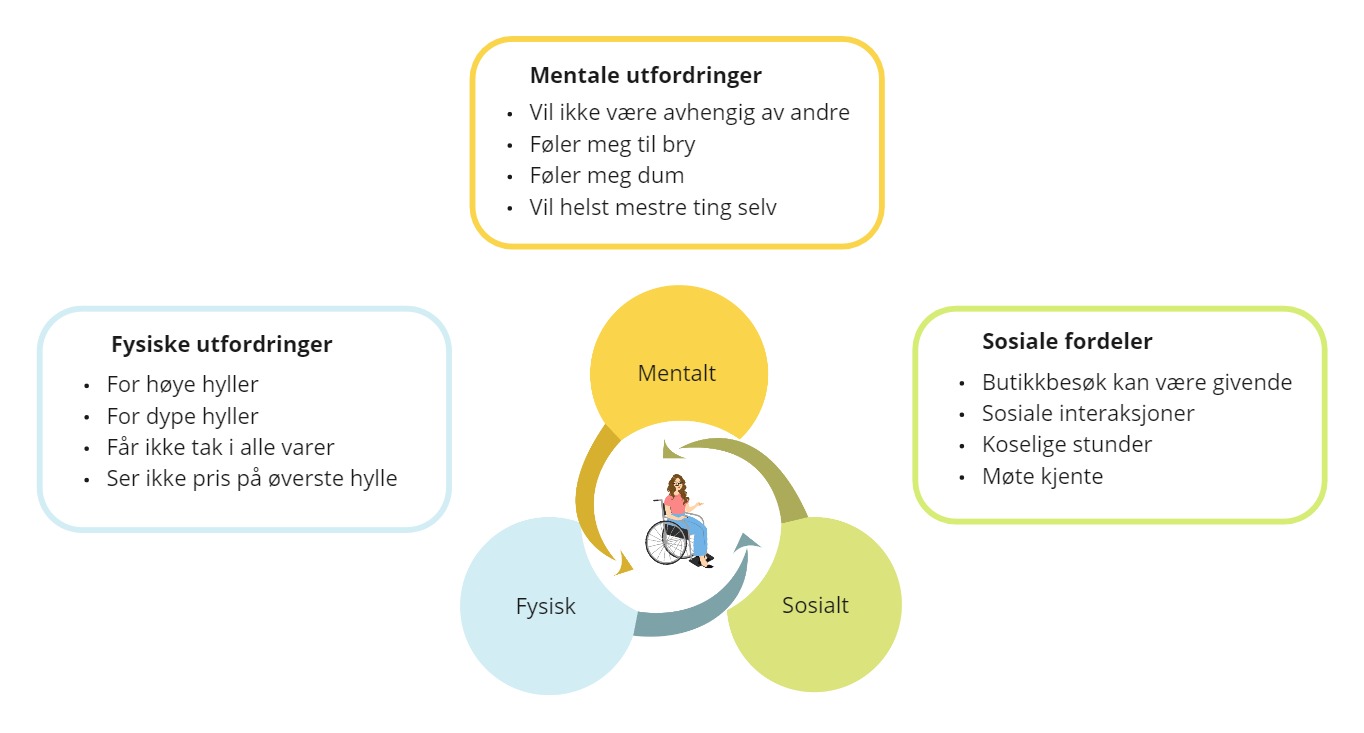 Mentale utfordringer
• Vil ikke være avhengig av andre
• Føler meg til bry
• Føler meg dum
• Vil helst mestre ting selv
Fysiske utfordringer
• For høye hyller
• For dype hyller
• Får ikke tak i alle varer
• Ser ikke pris på øverste hylle
Sosiale fordeler
• Butikkbesøk kan være givende
• Sosiale interaksjoner
• Koselige stunder
• Møte kjente
Mentalt
Fysisk
Sosialt